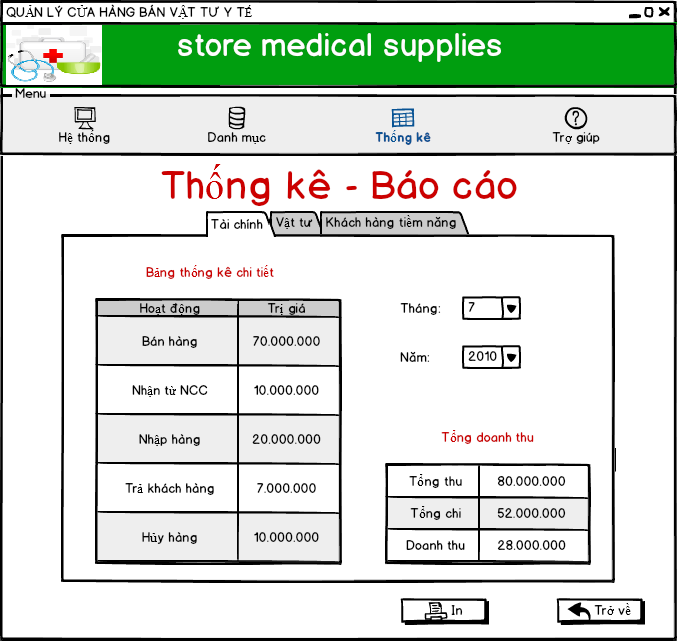 QUẢN LÝ CỬA HÀNG BÁN VẬT TƯ Y TẾ
store medical supplies
Menu
Hệ thống Danh mục Thống kê Trợ giúp
Thống kê - Báo cáo
Tài chính Vật tư Khách hàng tiềm năng
Bảng thống kê chi tiết
Hoạt động Trị giá
Tháng: 7
Bán hàng 70.000.000
Năm: 2010
Nhận từ NCC 10.000.000
Nhập hàng 20.000.000
Tổng doanh thu
Trả khách hàng 7.000.000
Tổng thu 80.000.000
Tổng chi 52.000.000
Hủy hàng 10.000.000
Doanh thu 28.000.000
In Trở về